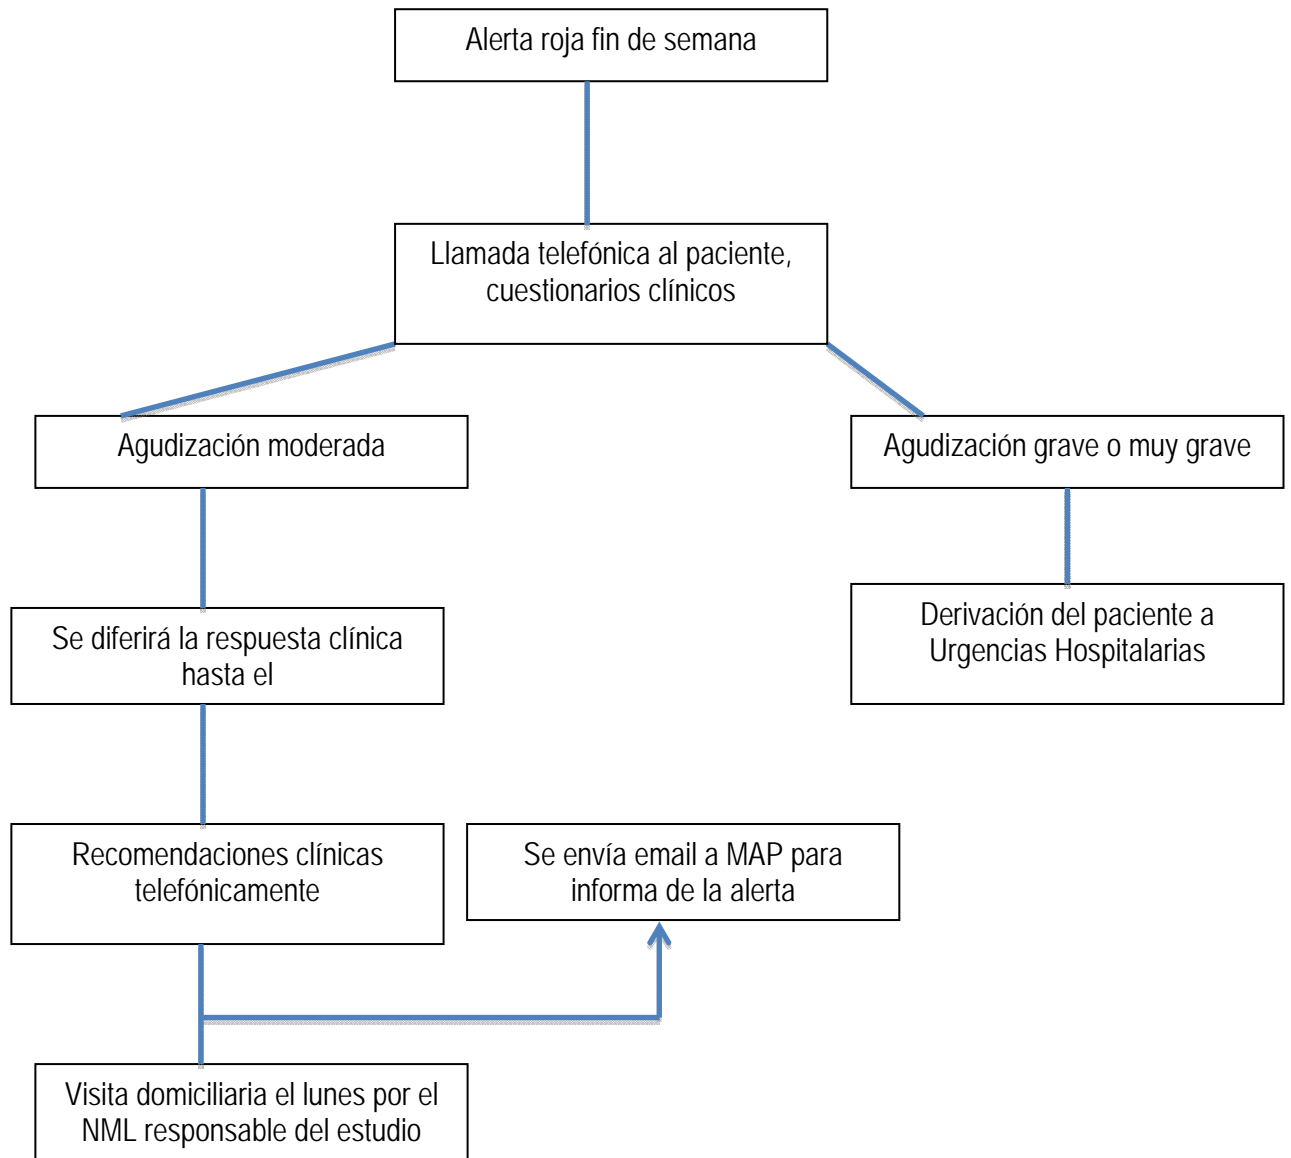 Alerta roja fin de semana
Llamada telefónica al paciente,
cuestionarios clínicos
Agudización moderada
Agudización grave o muy grave
Se diferirá la respuesta clínica
hasta el
Derivación del paciente a
Urgencias Hospitalarias
Recomendaciones clínicas
telefónicamente
Se envía email a MAP para
informa de la alerta
Visita domiciliaria el lunes por el
NML responsable del estudio